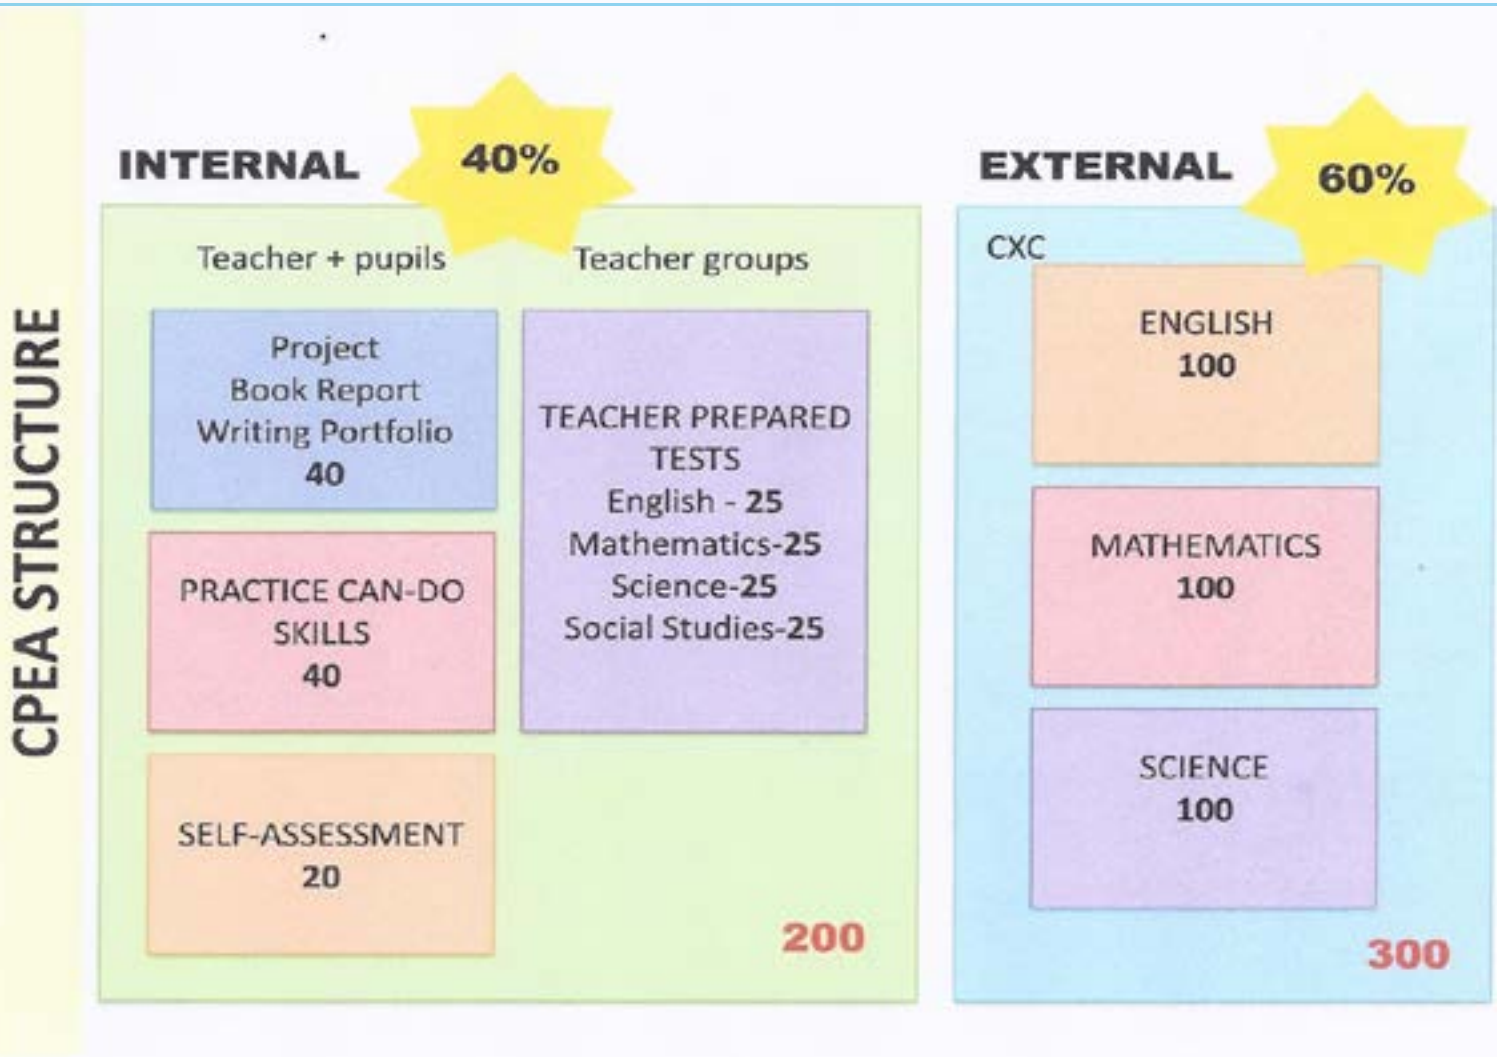 CPEA STRUCTURE
INTERNAL
40%
Teacher + pupils
Project
Book Report
Writing Portfolio
40
PRACTICE CAN-DO
SKILLS
40
SELF-ASSESSMENT
20
Teacher groups
TEACHER PREPARED
TESTS
English - 25
Mathematics-25
Science-25
Social Studies-25
200
EXTERNAL
60%
CXC
ENGLISH
100
MATHEMATICS
100
SCIENCE
100
300